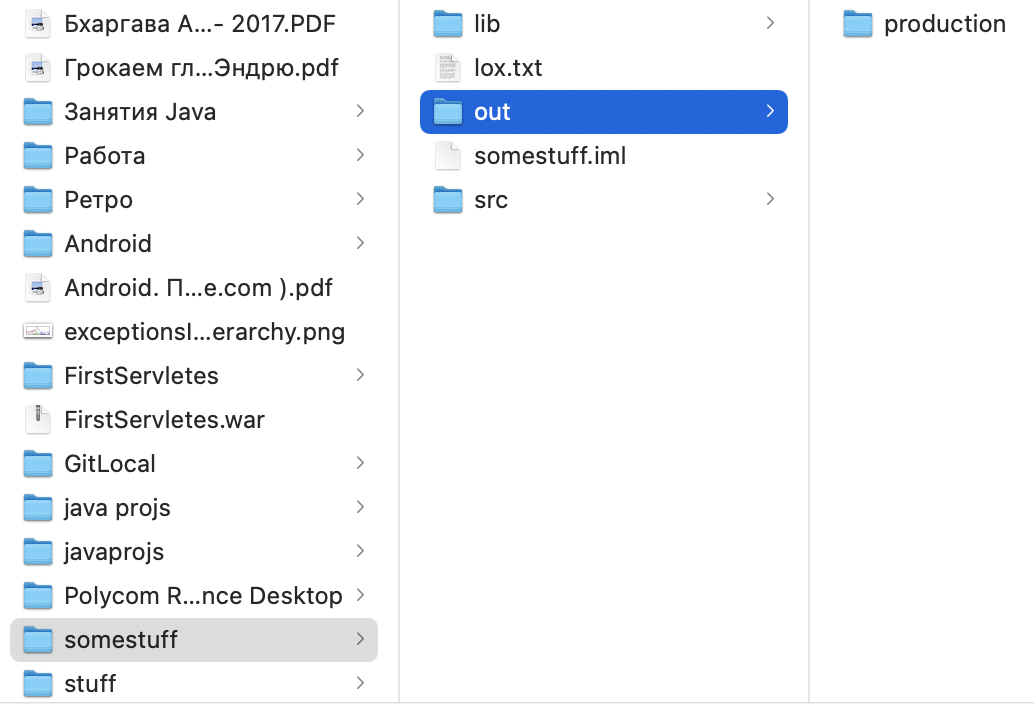 Бхаргава А...- 2017.PDF
Грокаем гл...Эндрю.pdf
Занятия Java
Работа
Ретро
Android
Android. П...e.com ).pdf
exceptionsI...erarchy.png
FirstServletes
FirstServletes.war
GitLocal
java projs
javaprojs
Polycom R...nce Desktop
somestuff
stuff
lib
lox.txt
out
somestuff.iml
src
production